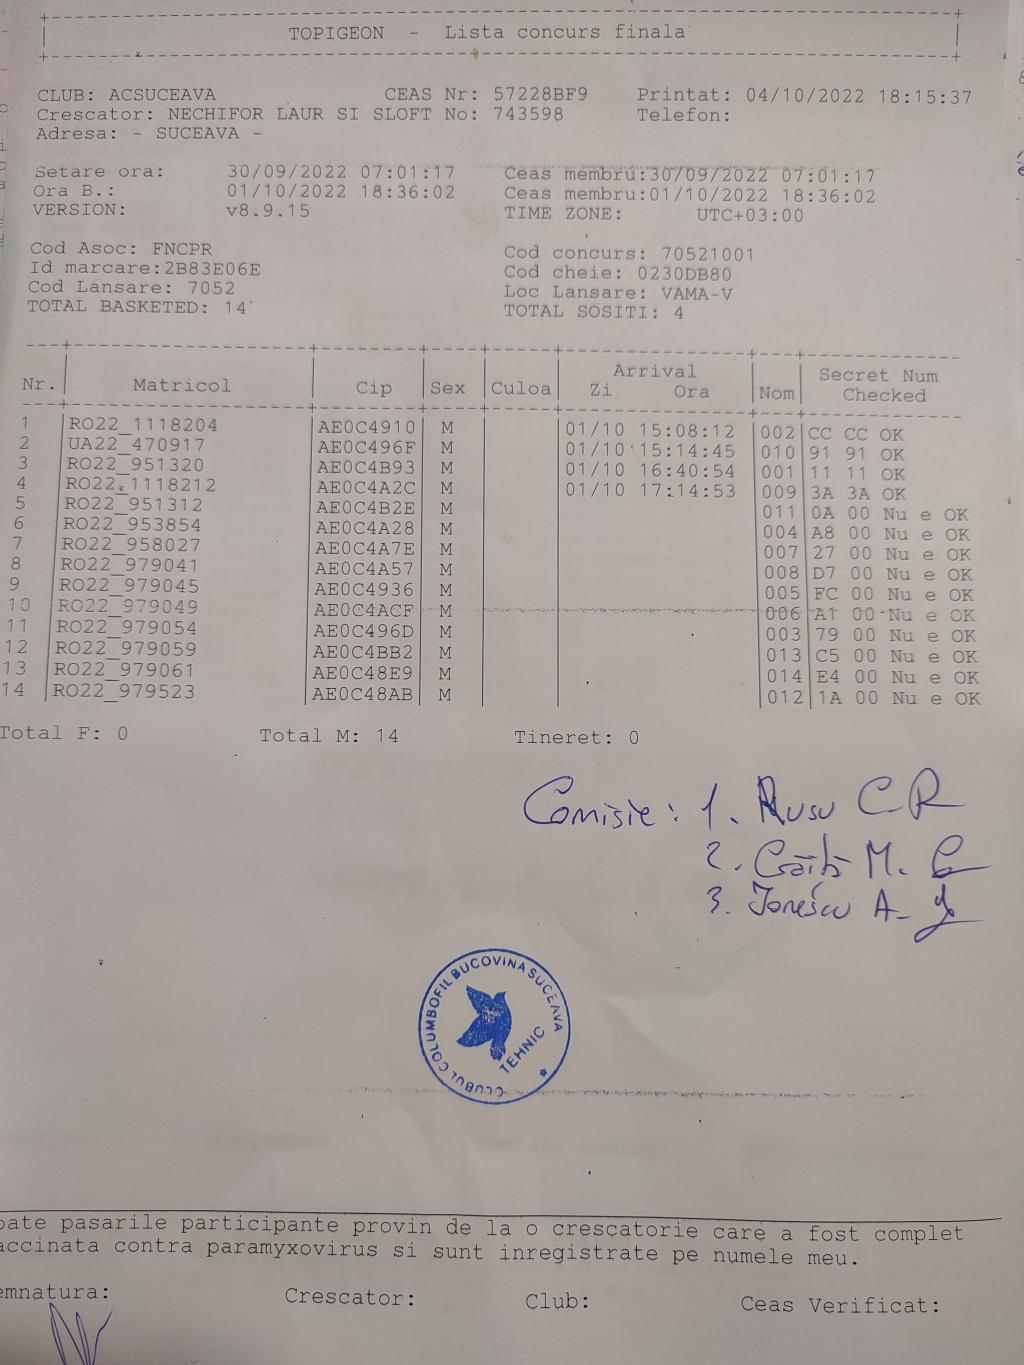 TOPIGEON - Lista concurs finala
CLUB: ACSUCEAVA CEAS Nr: 57228BF9 Printat: 04/10/2022 18:15:37
Crescator: NECHIFOR LAUR SI SLOFT No: 743598 Telefon:
Adresa: - SUCEAVA -
Setare ora: 30/09/2022 07:01:17 Ceas membru:30/09/2022 07:01:17
Ora B.: 01/10/2022 18:36:02 Ceas membru:01/10/2022 18:36:02
VERSION: v8.9.15 TIME ZONE: UTC+03:00
Cod Asoc: FNCPR Cod concurs: 70521001
Id marcare:2B83E06E Cod cheie: 0230DB80
Cod Lansare: 7052 Loc Lansare: VAMA-V
TOTAL BASKETED: 14 TOTAL SOSITI: 4
Nr. Matricol Cip Sex Culoa Arrival Zi Ora Nom Secret Num Checked
1 RO22_1118204 AE0C4910 M 01/10 15:08:12 002 CC CC OK
2 UA22_470917 AE0C496F M 01/10 15:14:45 010 91 91 OK
3 RO22_951320 AE0C4B93 M 01/10 16:40:54 001 11 11 OK
4 RO22_1118212 AE0C4A2C M 01/10 17:14:53 009 3A 3A OK
5 RO22_951312 AE0C4B2E M 011 0A 00 Nu e OK
6 RO22_953854 AE0C4A28 M 004 A8 00 Nu e OK
7 RO22_958027 AE0C4A7E M 007 27 00 Nu e OK
8 RO22_979041 AE0C4A57 M 008 D7 00 Nu e OK
9 RO22_979045 AE0C4936 M 005 FC 00 Nu e OK
10 RO22_979049 AE0C4ACF M 006 A1 00 Nu e OK
11 RO22_979054 AE0C496D M 003 79 00 Nu e OK
12 RO22_979059 AE0C4BB2 M 013 C5 00 Nu e OK
13 RO22_979061 AE0C48E9 M 014 E4 00 Nu e OK
14 RO22_979523 AE0C48AB M 012 1A 00 Nu e OK
Total F: 0 Total M: 14 Tineret: 0
Comisie: 1. Rusu C-R
2. M.
3. Ionescu A-
CLUBUL COLUMBOFIL BUCOVINA SUCEAVA
TEHNIC
oate pasarile participante provin de la o crescatorie care a fost complet
accinata contra paramyxovirus si sunt inregistrate pe numele meu.
emnatura: Crescator: Club: Ceas Verificat: